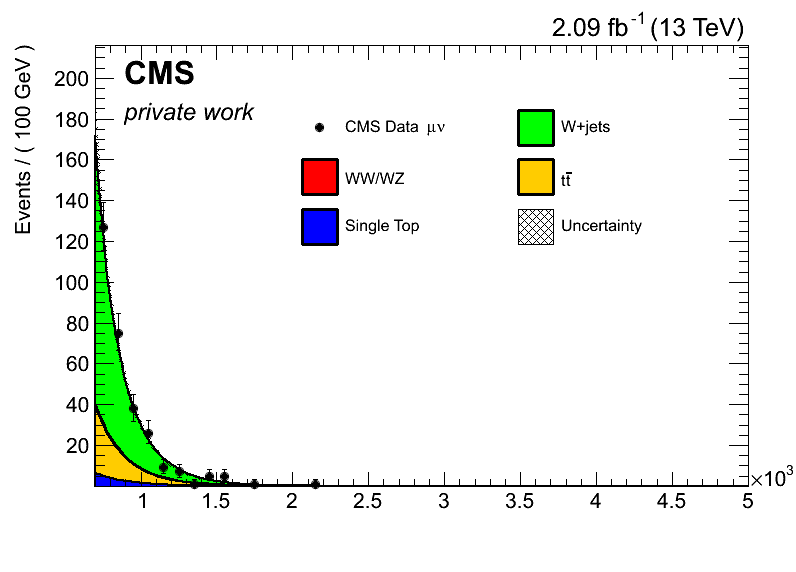 2.09 fb-1 (13 TeV)
CMS
private work
Events / ( 100 GeV )
CMS Data μν
W+jets
WW/WZ
tt̄
Single Top
Uncertainty
200
180
160
140
120
100
80
60
40
20
1 1.5 2 2.5 3 3.5 4 4.5 5
×10³